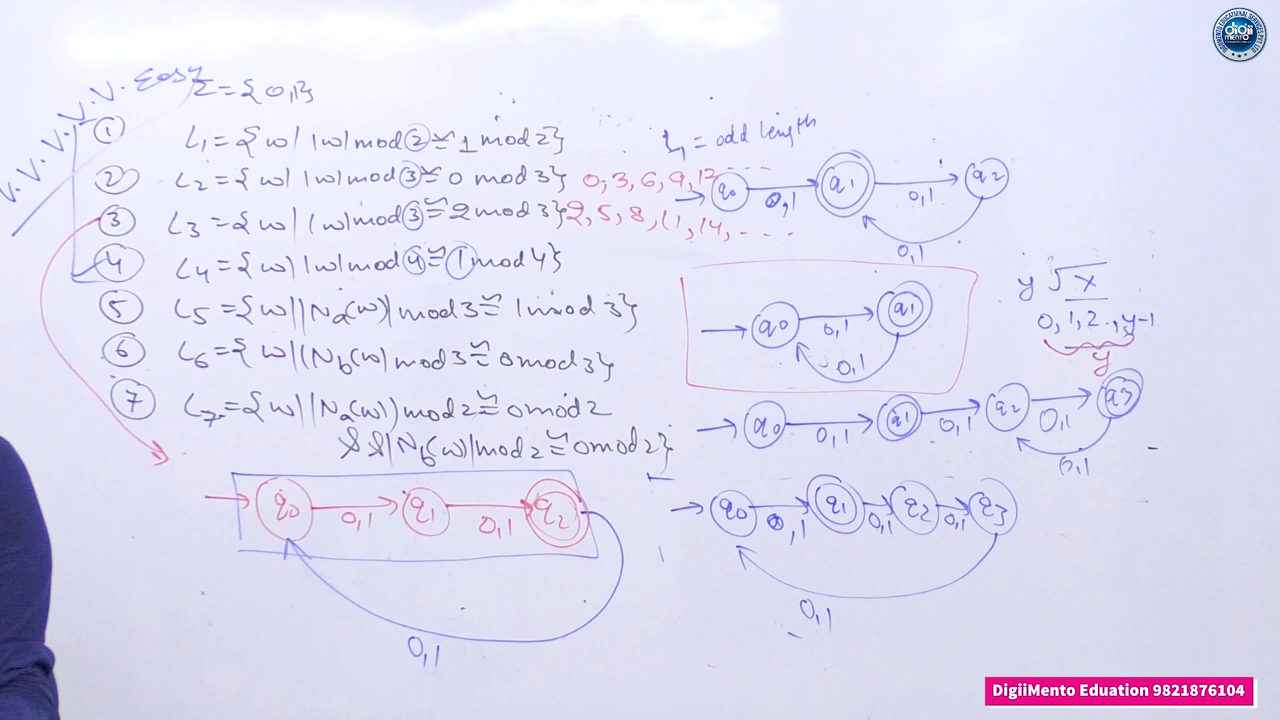 V. V. V. V. V. V. Easy
Σ = {0,1}
① L₁ = {w / |w| mod 2 ≅ 1 mod 2}
L₁ = odd length
② L₂ = {w / |w| mod 3 ≅ 0 mod 3} 0, 3, 6, 9, 12 - - - -
③ L₃ = {w / |w| mod 3 ≅ 2 mod 3} 2, 5, 8, 11, 14, - - - -
④ L₄ = {w / |w| mod 4 ≅ 1 mod 4}
⑤ L₅ = {w / |Na(w)| mod 3 ≅ 1 mod 3}
⑥ L₆ = {w / |Nb(w) mod 3 ≅ 0 mod 3}
⑦ L₇ = {w / |Na(w)| mod 2 ≅ 0 mod 2
&& |Nb(w)| mod 2 ≅ 0 mod 2}
q₀ 0,1 q₁ 0,1 q₂
0,1
q₀ 0,1 q₁
0,1
y √x
0, 1, 2.., y-1
y
q₀ 0,1 q₁ 0,1 q₂ 0,1 q₃
0,1
q₀ 0,1 q₁ 0,1 q₂
0,1
q₀ 0,1 q₁ 0,1 q₂ 0,1 q₃
0,1
DigiiMento Eduation 9821876104